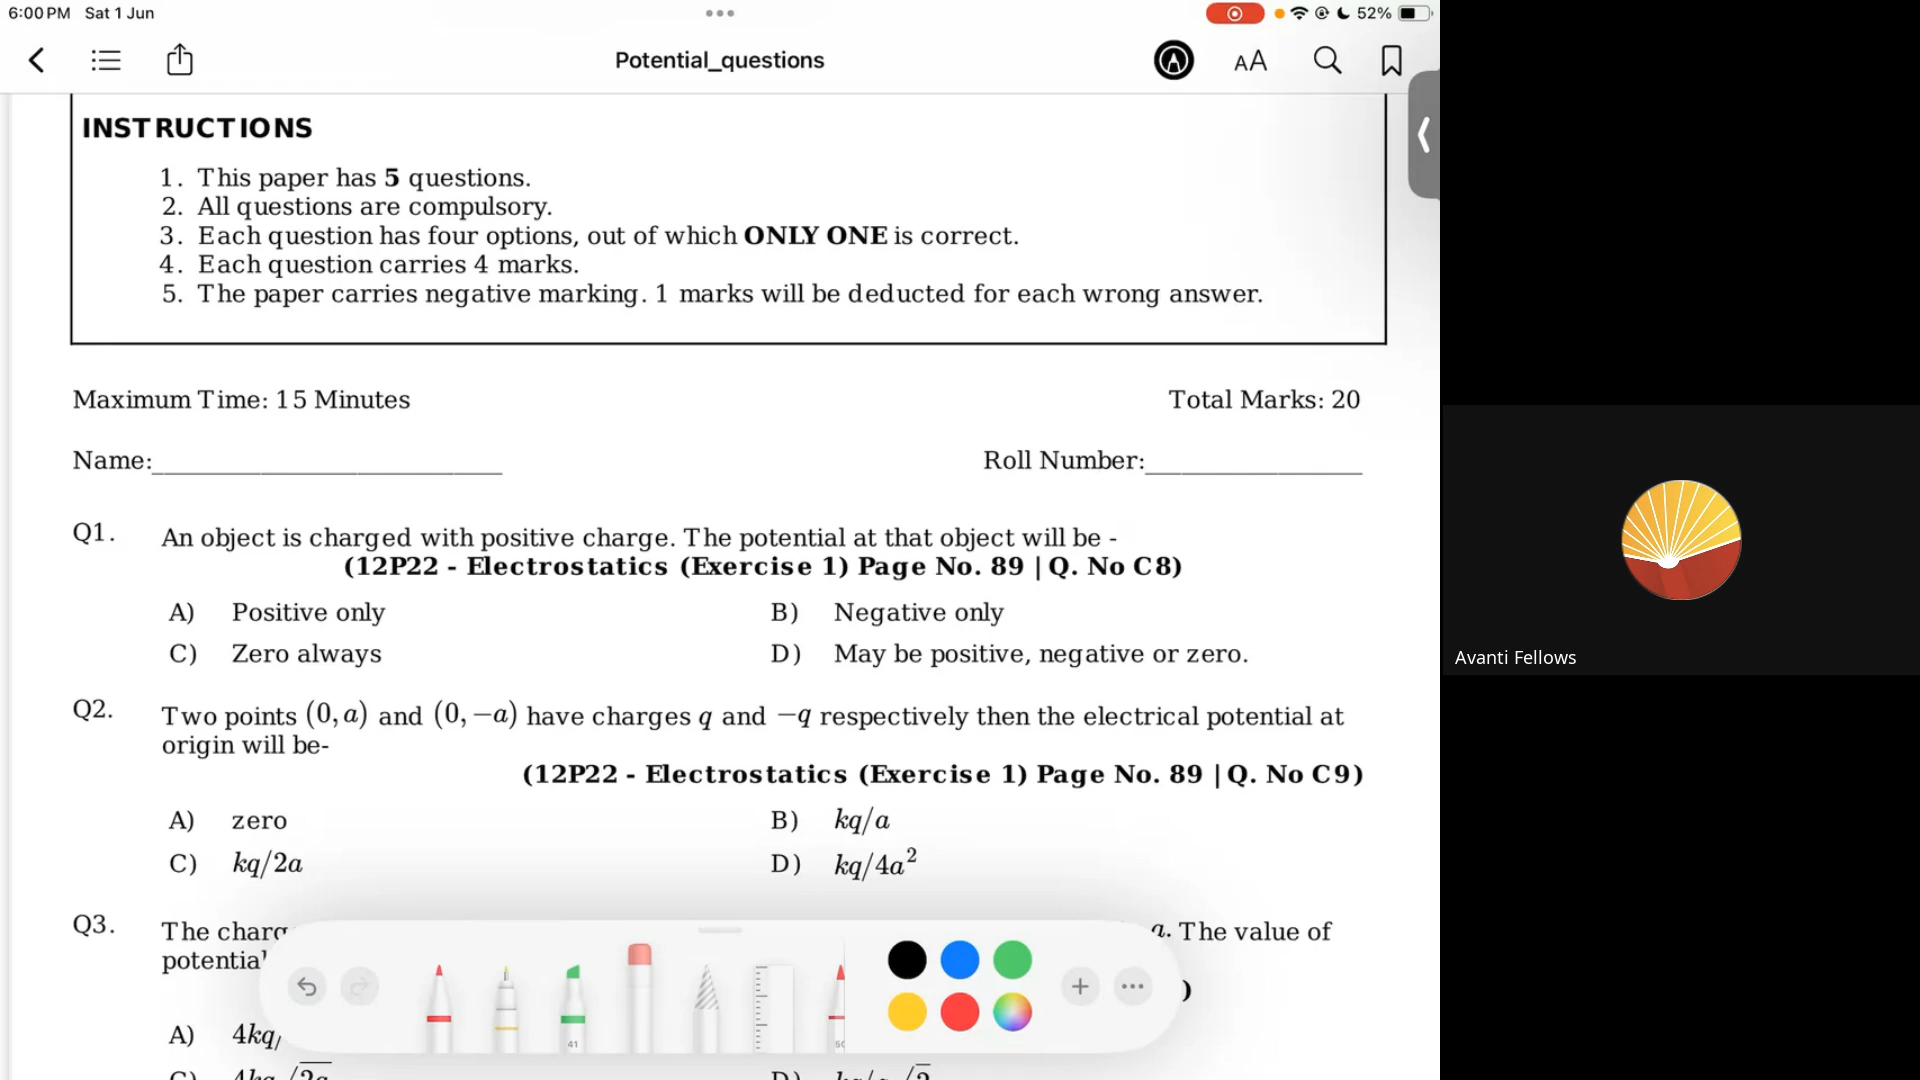 6:00 PM Sat 1 Jun
52%
Potential_questions
AA
INSTRUCTIONS
1. This paper has 5 questions.
2. All questions are compulsory.
3. Each question has four options, out of which ONLY ONE is correct.
4. Each question carries 4 marks.
5. The paper carries negative marking. 1 marks will be deducted for each wrong answer.
Maximum Time: 15 Minutes Total Marks: 20
Name:__________ Roll Number:__________
Q1. An object is charged with positive charge. The potential at that object will be -
(12P22 - Electrostatics (Exercise 1) Page No. 89 | Q. No C8)
A) Positive only B) Negative only
C) Zero always D) May be positive, negative or zero.
Q2. Two points (0, a) and (0, −a) have charges q and −q respectively then the electrical potential at
origin will be-
(12P22 - Electrostatics (Exercise 1) Page No. 89 | Q. No C9)
A) zero B) kq/a
C) kq/2a D) kq/4a²
Q3. The a. The value of
potential
)
A) 4kq/
41
Avanti Fellows